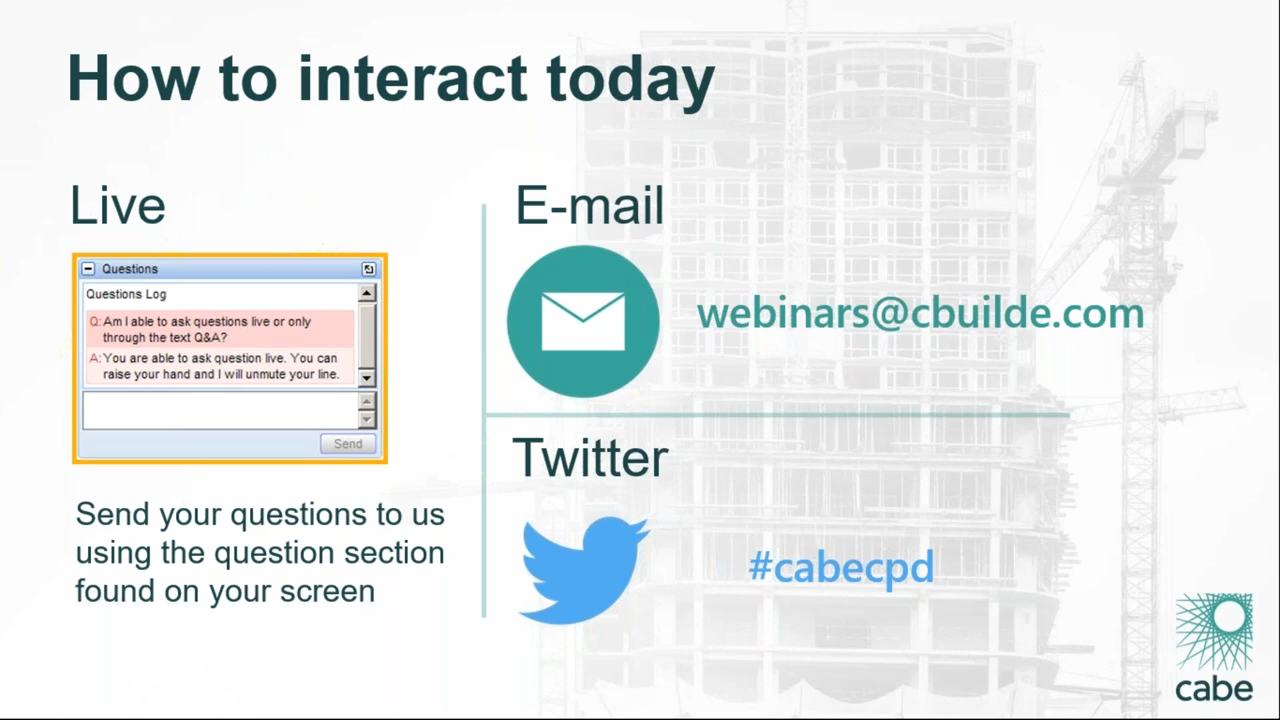 How to interact today
Live
Questions
Questions Log
Q: Am I able to ask questions live or only
through the text Q&A?
A: You are able to ask question live. You can
raise your hand and I will unmute your line.
Send
Send your questions to us
using the question section
found on your screen
E-mail
webinars@cbuilde.com
Twitter
#cabecpd
cabe